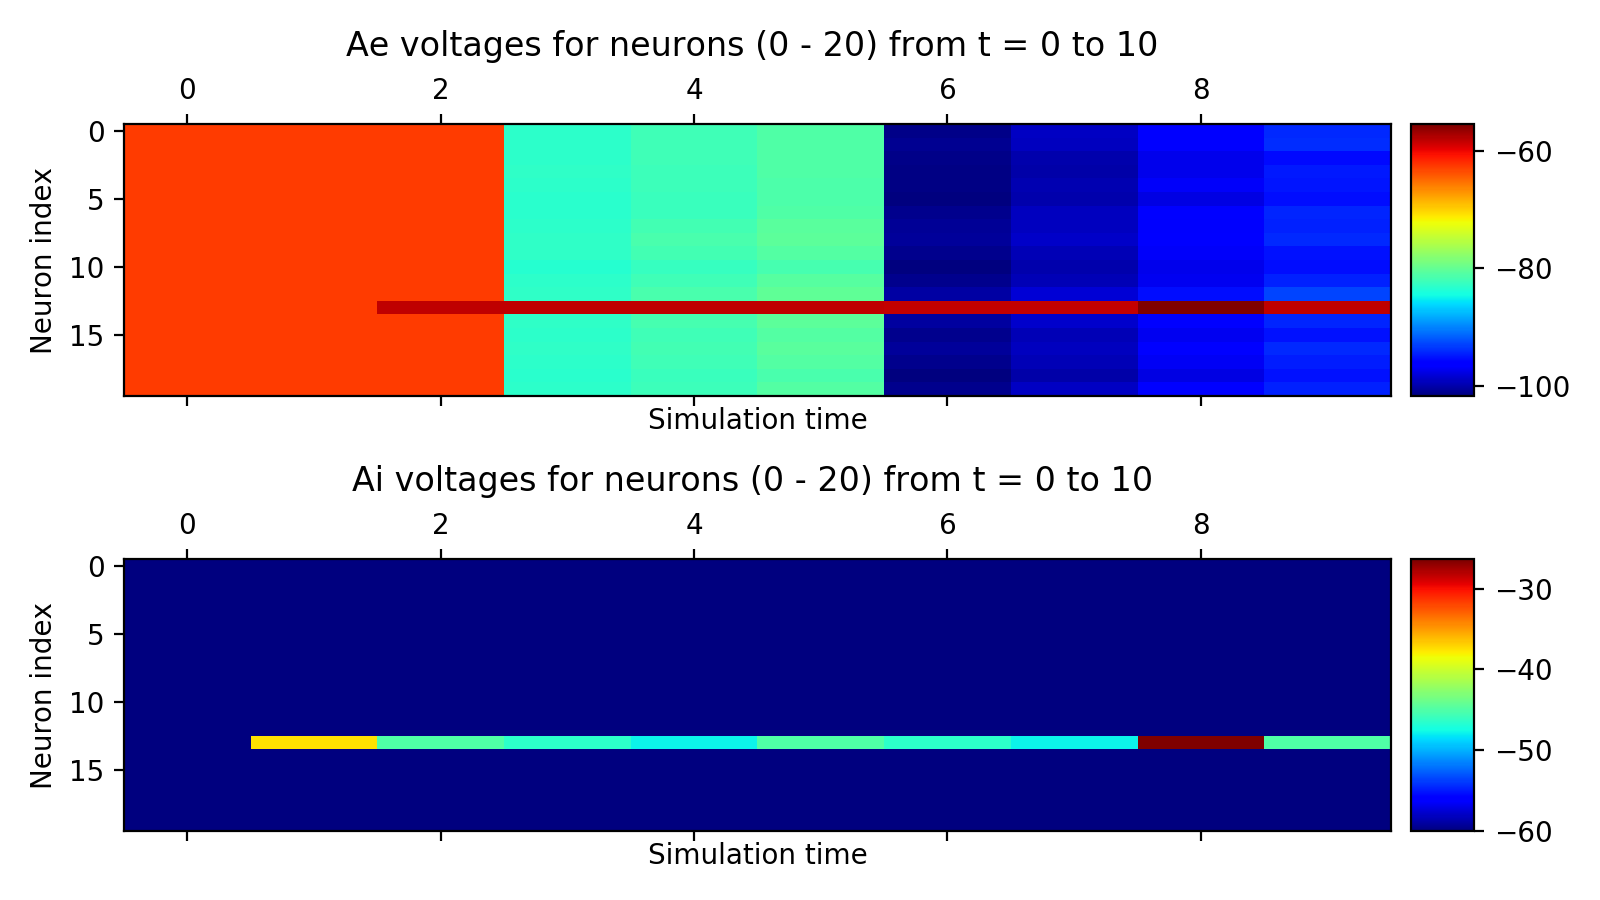 Ae voltages for neurons (0 - 20) from t = 0 to 10
0 2 4 6 8
0
5
10
15
Neuron index
−60
−80
−100
Simulation time
Ai voltages for neurons (0 - 20) from t = 0 to 10
0 2 4 6 8
0
5
10
15
Neuron index
−30
−40
−50
−60
Simulation time